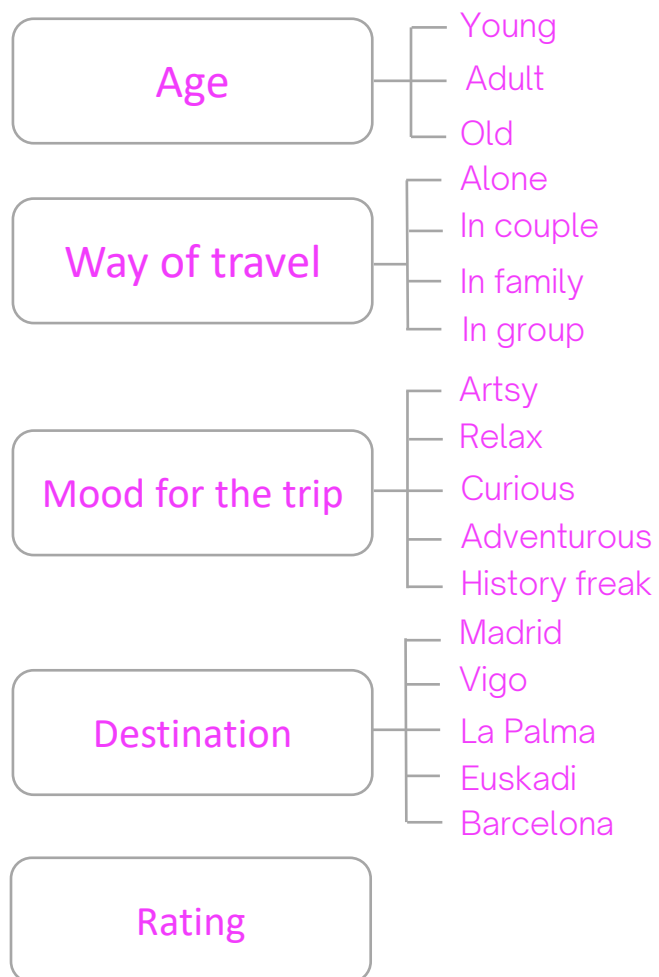 Age
Young
Adult
Old
Way of travel
Alone
In couple
In family
In group
Mood for the trip
Artsy
Relax
Curious
Adventurous
History freak
Destination
Madrid
Vigo
La Palma
Euskadi
Barcelona
Rating